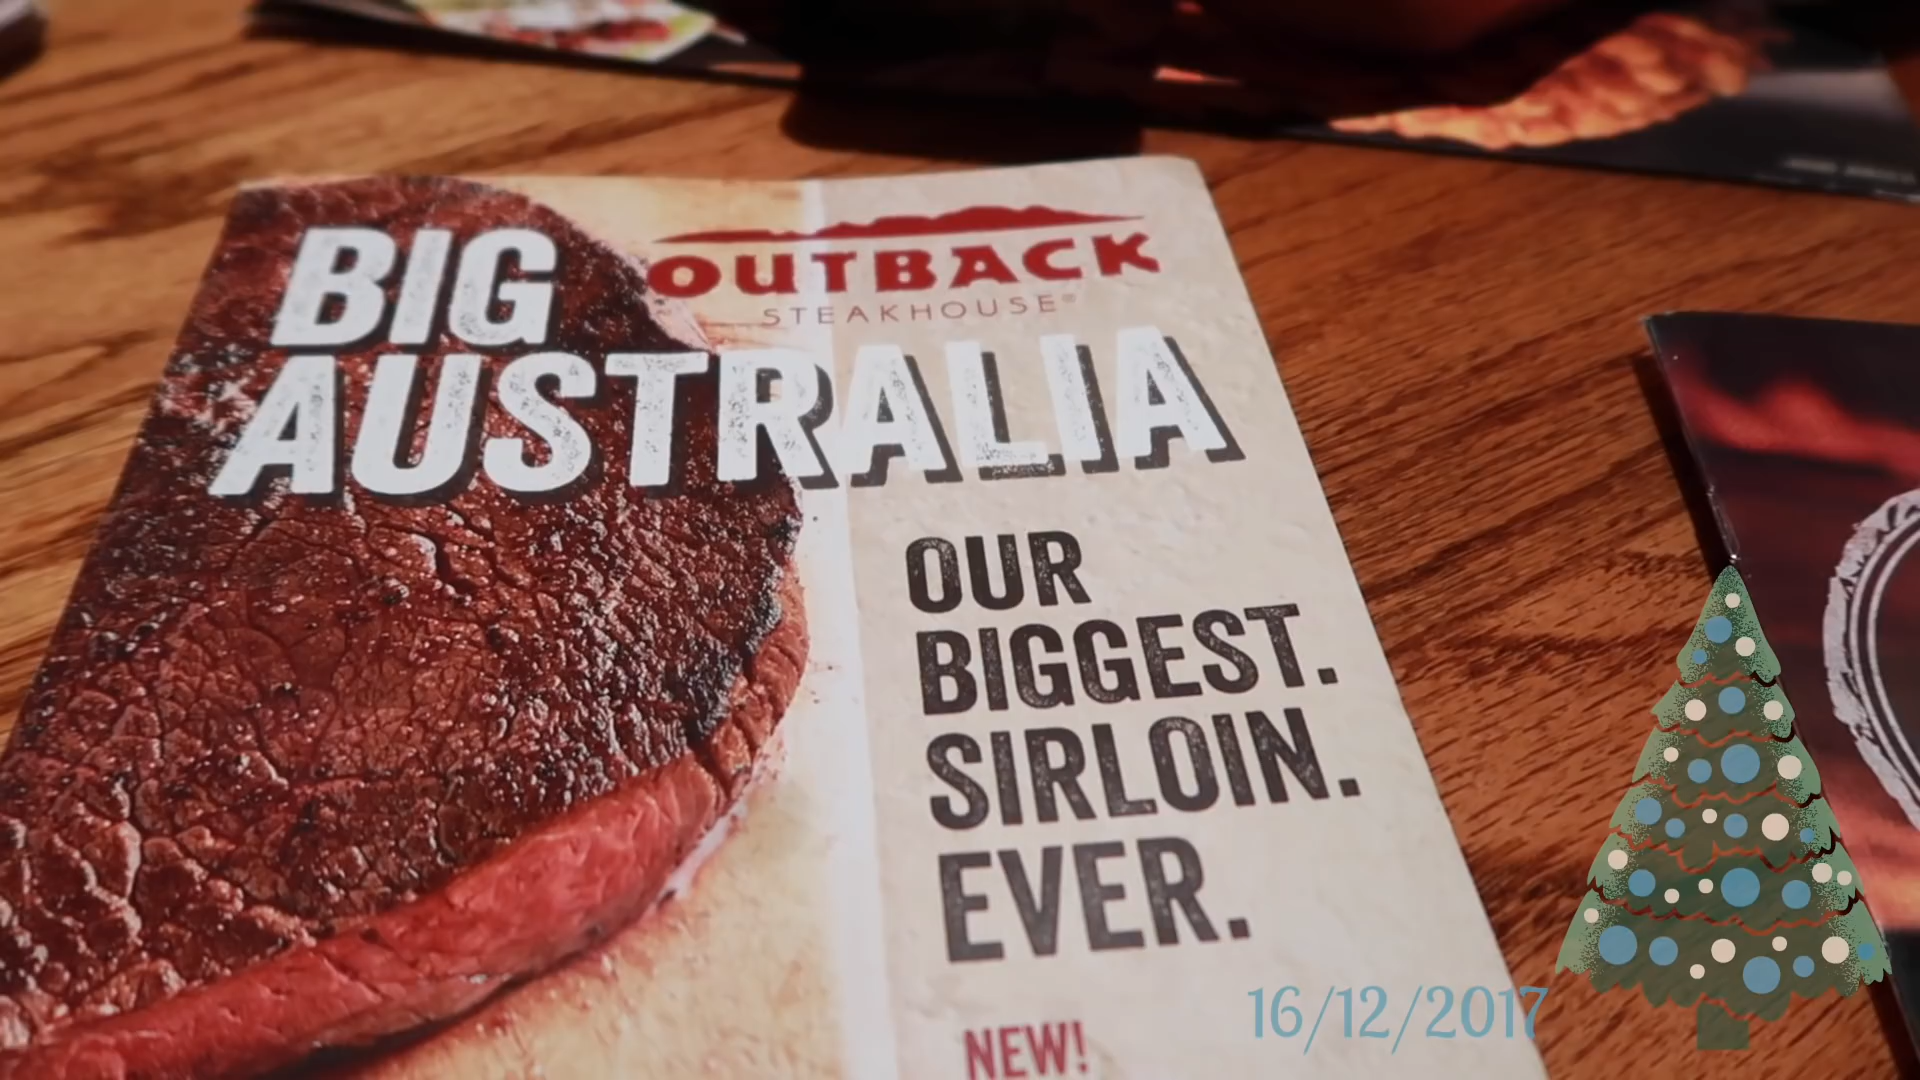 OUTBACK
STEAKHOUSE®
BIG
AUSTRALIA
OUR
BIGGEST.
SIRLOIN.
EVER.
NEW!
16/12/2017